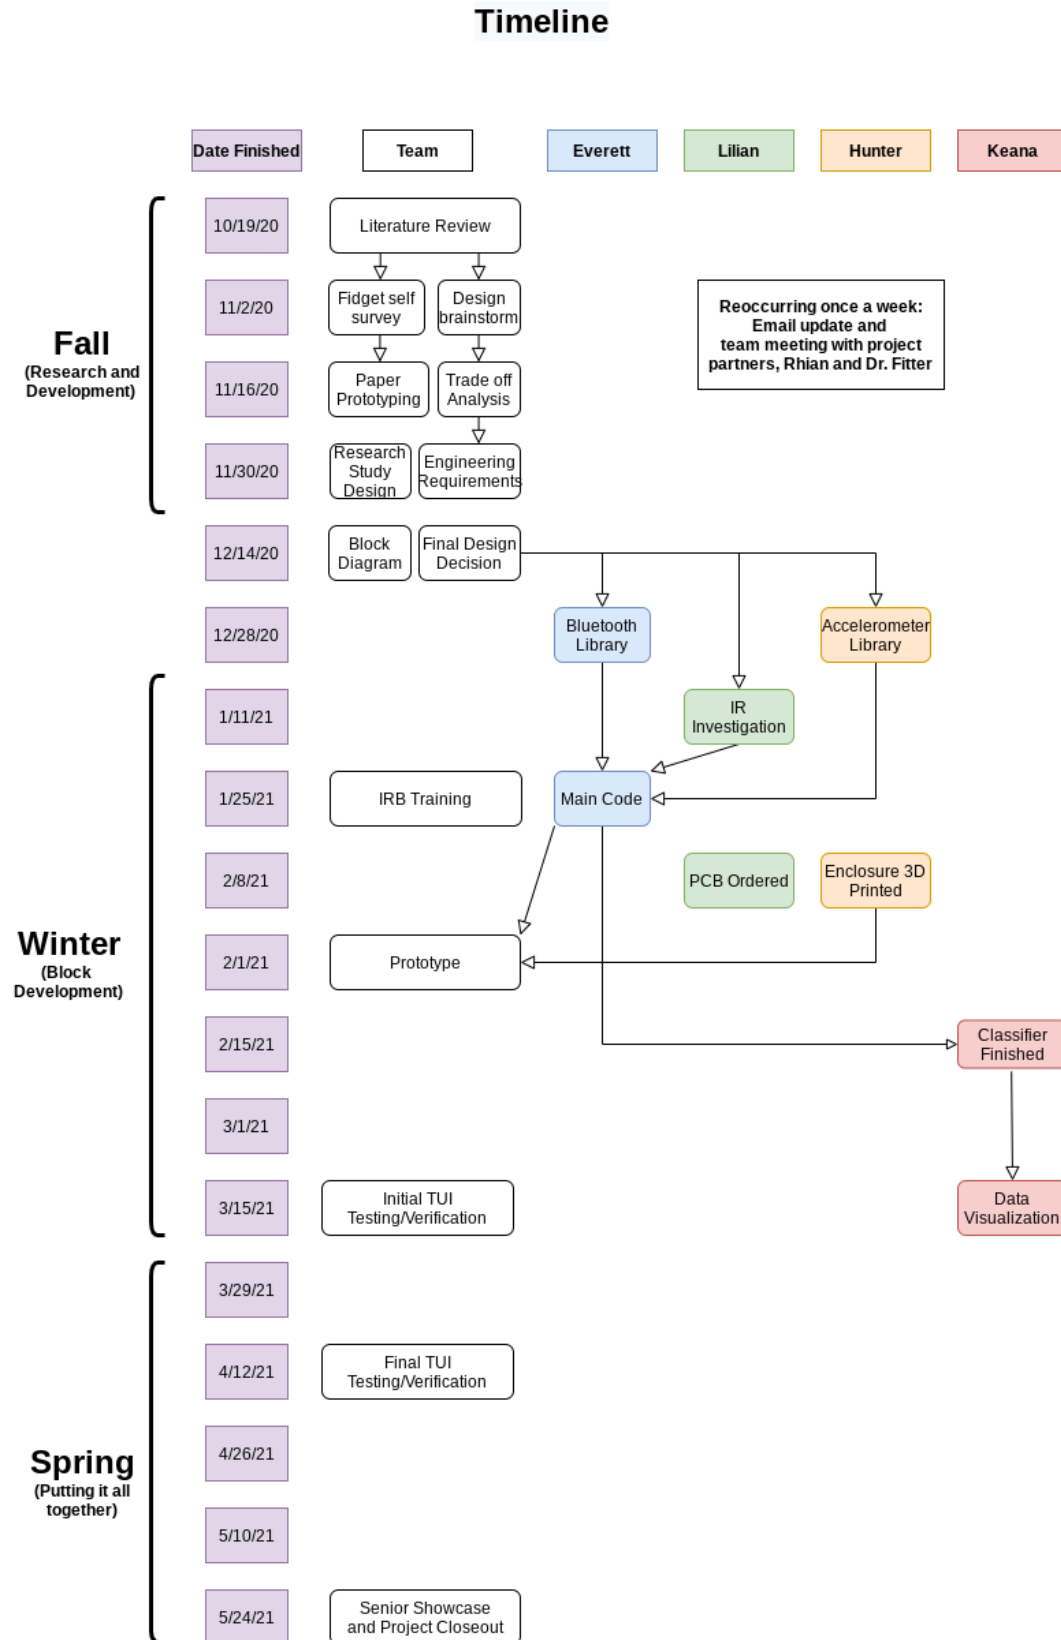 Timeline
Date Finished
Team
Everett
Lilian
Hunter
Keana
Fall
(Research and
Development)
10/19/20
Literature Review
11/2/20
Fidget self
survey
Design
brainstorm
Reoccurring once a week:
Email update and
team meeting with project
partners, Rhian and Dr. Fitter
11/16/20
Paper
Prototyping
Trade off
Analysis
11/30/20
Research
Study
Design
Engineering
Requirements
12/14/20
Block
Diagram
Final Design
Decision
12/28/20
Bluetooth
Library
Accelerometer
Library
Winter
(Block
Development)
1/11/21
IR
Investigation
1/25/21
IRB Training
Main Code
2/8/21
PCB Ordered
Enclosure 3D
Printed
2/1/21
Prototype
2/15/21
Classifier
Finished
3/1/21
3/15/21
Initial TUI
Testing/Verification
Data
Visualization
Spring
(Putting it all
together)
3/29/21
4/12/21
Final TUI
Testing/Verification
4/26/21
5/10/21
5/24/21
Senior Showcase
and Project Closeout